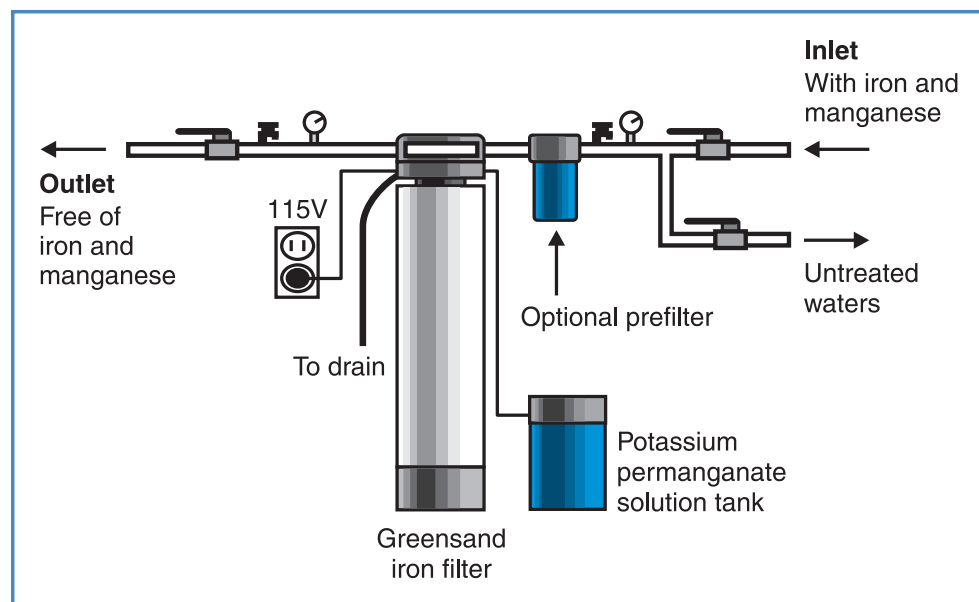 Inlet
With iron and
manganese
Outlet
Free of
iron and
manganese
115V
Untreated
waters
Optional prefilter
To drain
Potassium
permanganate
solution tank
Greensand
iron filter